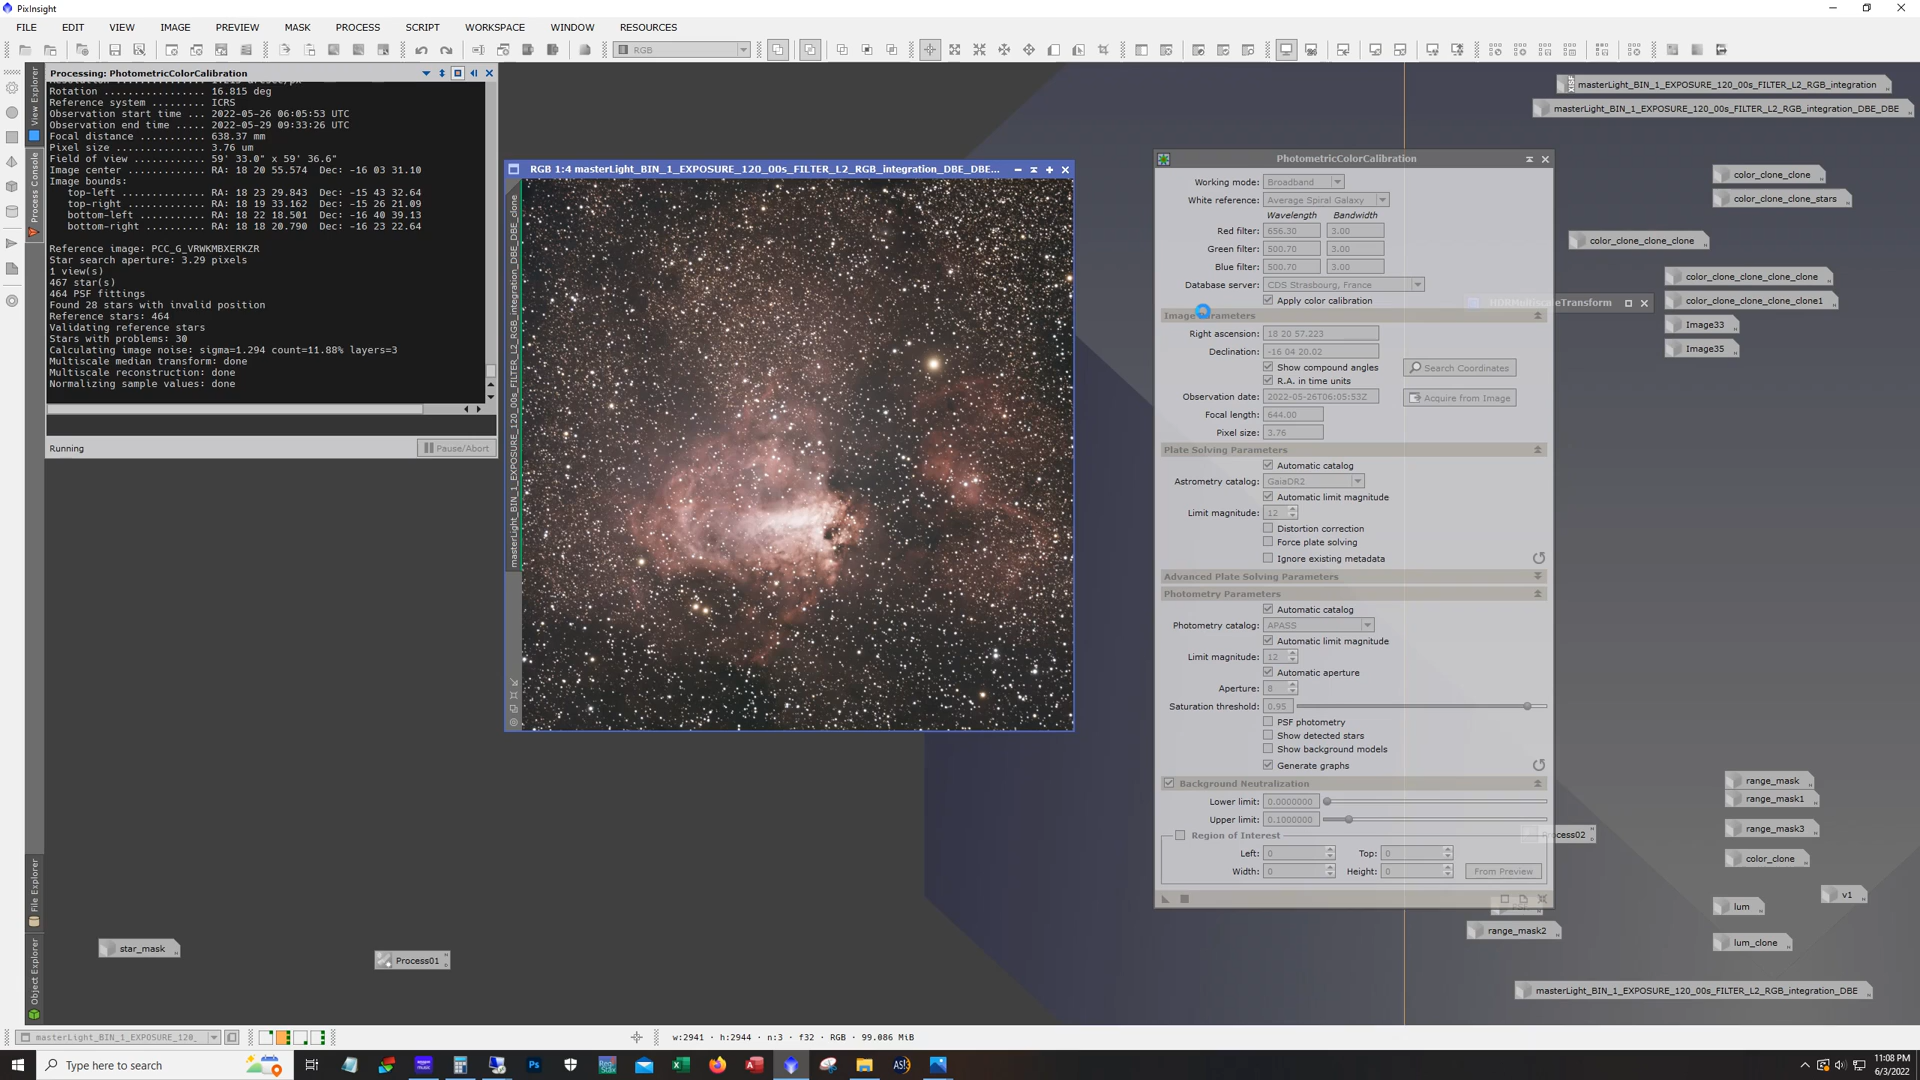 PixInsight
FILE EDIT VIEW IMAGE PROCESS PREVIEW MASK PROCESS SCRIPT WORKSPACE WINDOW RESOURCES
RGB
Processing: PhotometricColorCalibration
Rotation ................ 16.815 deg
Reference system ........ ICRS
Observation start time .. 2022-05-26 06:05:53 UTC
Observation end time .... 2022-05-29 09:33:26 UTC
Focal distance .......... 638.37 mm
Pixel size .............. 3.76 um
Field of view ........... 59' 33.0" x 59' 36.6"
Image center ............ RA: 18 20 55.574 Dec: -16 03 31.10
Image bounds:
top-left ............. RA: 18 23 29.843 Dec: -15 43 32.64
top-right ............ RA: 18 19 33.162 Dec: -15 26 21.09
bottom-left .......... RA: 18 22 18.501 Dec: -16 40 39.13
bottom-right ......... RA: 18 18 20.790 Dec: -16 23 22.64
Reference image: PCC_G_VRWKMBXERKZR
Star search aperture: 3.29 pixels
1 view(s)
467 star(s)
464 PSF fittings
Found 28 stars with invalid position
Reference stars: 464
Validating reference stars
Stars with problems: 30
Calculating image noise: sigma=1.294 count=11.88% layers=3
Multiscale median transform: done
Multiscale reconstruction: done
Normalizing sample values: done
Running
Pause/Abort
View Explorer
Process Console
File Explorer
Object Explorer
RGB 1:4 masterLight_BIN_1_EXPOSURE_120_00s_FILTER_L2_RGB_integration_DBE_DBE...
masterLight_BIN_1_EXPOSURE_120_00s_FILTER_L2_RGB_integration_DBE_DBE_clone
PhotometricColorCalibration
Working mode: Broadband
White reference: Average Spiral Galaxy
Wavelength Bandwidth
Red filter: 656.30 3.00
Green filter: 500.70 3.00
Blue filter: 500.70 3.00
Database server: CDS Strasbourg, France
Apply color calibration
Image Parameters
Right ascension: 18 20 57.223
Declination: -16 04 20.02
Show compound angles
Search Coordinates
R.A. in time units
Observation date: 2022-05-26T06:05:53Z
Acquire from Image
Focal length: 644.00
Pixel size: 3.76
Plate Solving Parameters
Automatic catalog
Astrometry catalog: GaiaDR2
Automatic limit magnitude
Limit magnitude: 12
Distortion correction
Force plate solving
Ignore existing metadata
Advanced Plate Solving Parameters
Photometry Parameters
Automatic catalog
Photometry catalog: APASS
Automatic limit magnitude
Limit magnitude: 12
Automatic aperture
Aperture: 8
Saturation threshold: 0.95
PSF photometry
Show detected stars
Show background models
Generate graphs
Background Neutralization
Lower limit: 0.0000000
Upper limit: 0.1000000
Region of Interest
Left: 0 Top: 0
Width: 0 Height: 0 From Preview
HDRMultiscaleTransform
masterLight_BIN_1_EXPOSURE_120_00s_FILTER_L2_RGB_integration
masterLight_BIN_1_EXPOSURE_120_00s_FILTER_L2_RGB_integration_DBE_DBE
color_clone_clone
color_clone_clone_stars
color_clone_clone_clone
color_clone_clone_clone_clone
color_clone_clone_clone_clone1
Image33
Image35
range_mask
range_mask1
range_mask3
Process02
color_clone
v1
lum
range_mask2
lum_clone
masterLight_BIN_1_EXPOSURE_120_00s_FILTER_L2_RGB_integration_DBE
star_mask
Process01
masterLight_BIN_1_EXPOSURE_120_
w:2941 · h:2944 · n:3 · f32 · RGB · 99.086 MiB
Type here to search
11:08 PM
6/3/2022